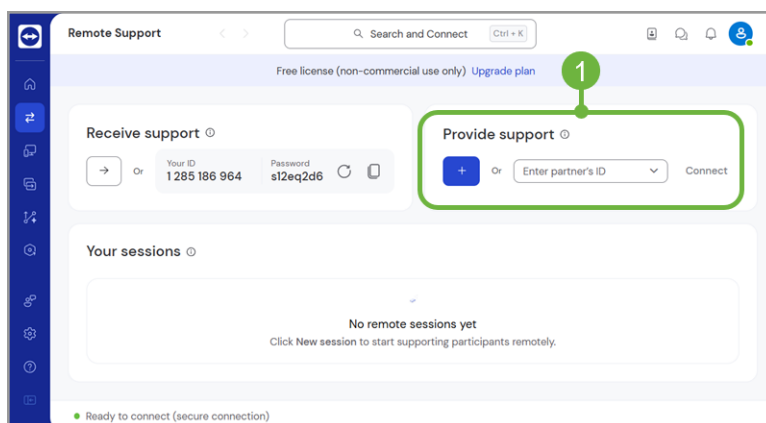 Remote Support
Search and Connect Ctrl + K
Free license (non-commercial use only) Upgrade plan
1
Receive support
Or
Your ID
1 285 186 964
Password
s12eq2d6
Provide support
+ Or Enter partner's ID Connect
Your sessions
No remote sessions yet
Click New session to start supporting participants remotely.
Ready to connect (secure connection)